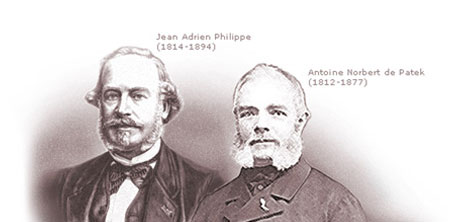 Jean Adrien Philippe
(1814-1894)
Antoine Norbert de Patek
(1812-1877)